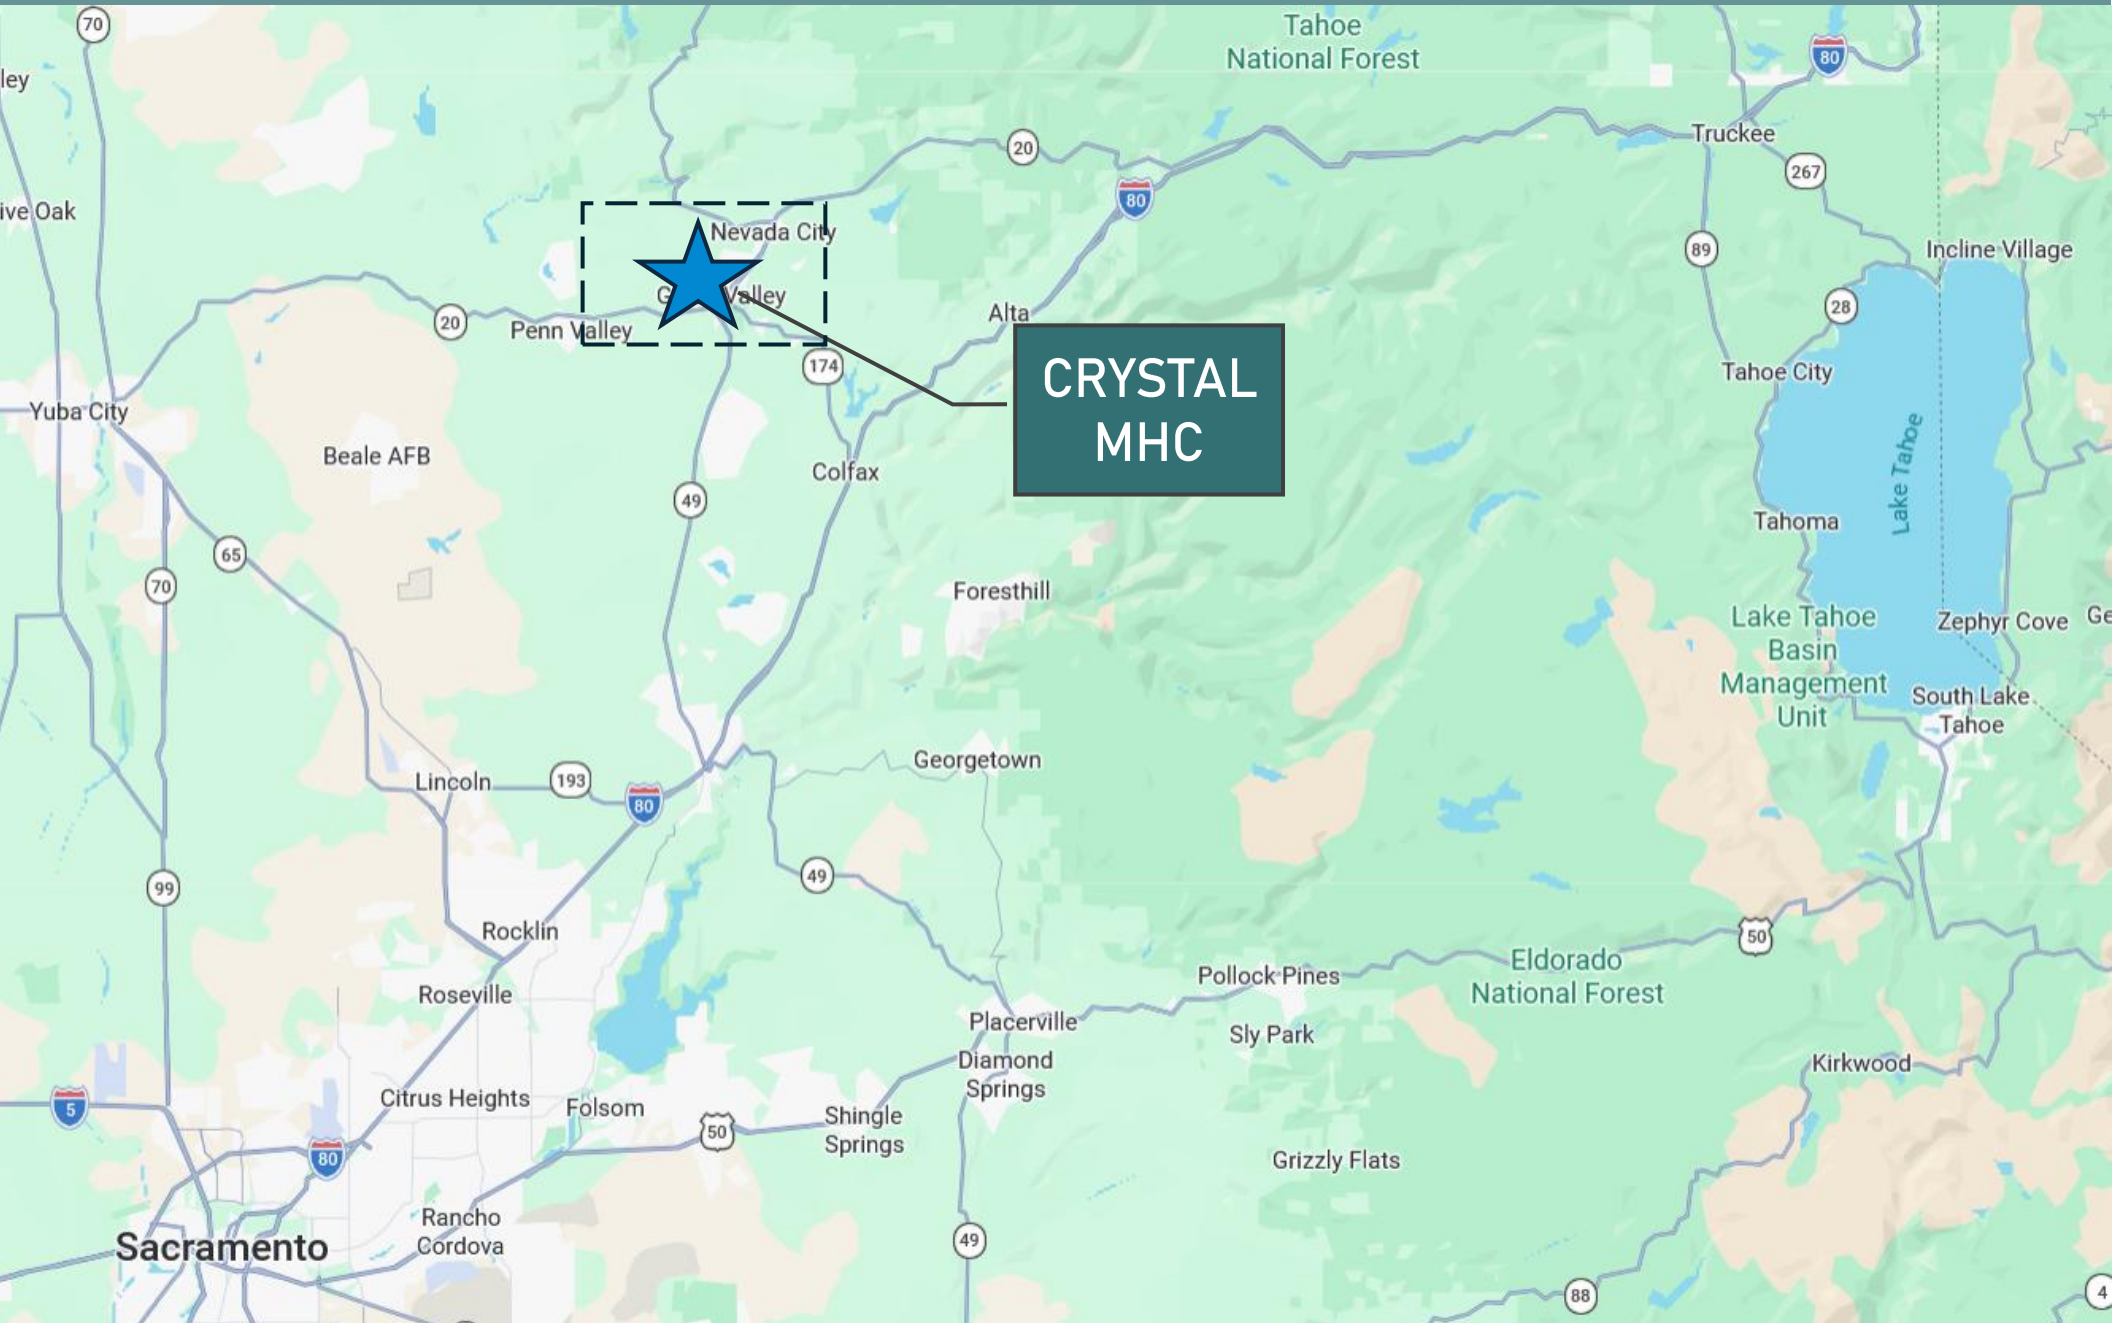 70
Tahoe
National Forest
80
ley
20
Truckee
267
80
ive Oak
Nevada City
89
Incline Village
Valley
28
Alta
20
Penn Valley
174
Tahoe City
CRYSTAL
MHC
Yuba City
Beale AFB
Colfax
Lake Tahoe
49
Tahoma
65
70
Foresthill
Lake Tahoe
Basin
Management
Unit
Zephyr Cove
Ge
South Lake
Tahoe
Georgetown
Lincoln
193
80
49
99
Rocklin
50
Eldorado
National Forest
Pollock Pines
Roseville
Placerville
Sly Park
Diamond
Springs
Kirkwood
Citrus Heights
Folsom
5
50
Shingle
Springs
80
Grizzly Flats
Rancho
Cordova
Sacramento
49
88
4